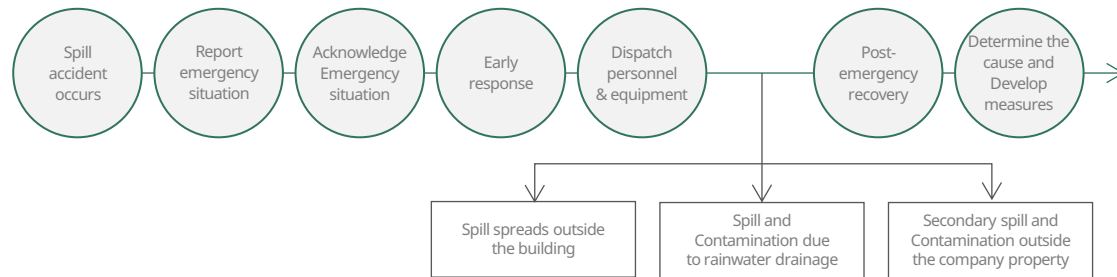 Spill
accident
occurs
Report
emergency
situation
Acknowledge
Emergency
situation
Early
response
Dispatch
personnel
& equipment
Post-
emergency
recovery
Determine the
cause and
Develop
measures
Spill spreads outside
the building
Spill and
Contamination due
to rainwater drainage
Secondary spill and
Contamination outside
the company property